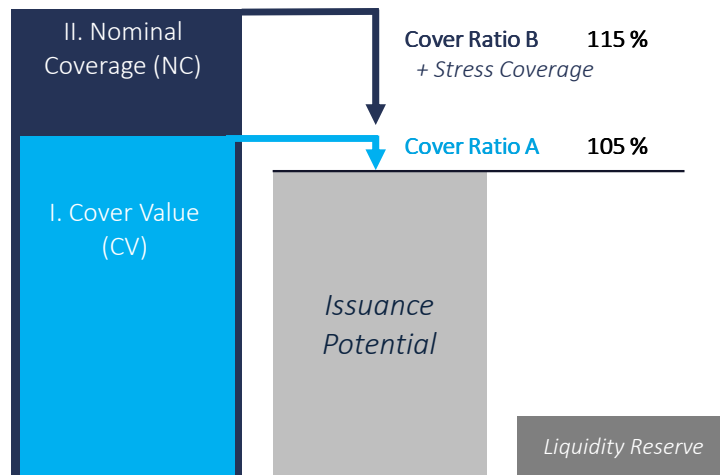 II. Nominal
Coverage (NC)
Cover Ratio B 115 %
+ Stress Coverage
Cover Ratio A 105 %
I. Cover Value
(CV)
Issuance
Potential
Liquidity Reserve